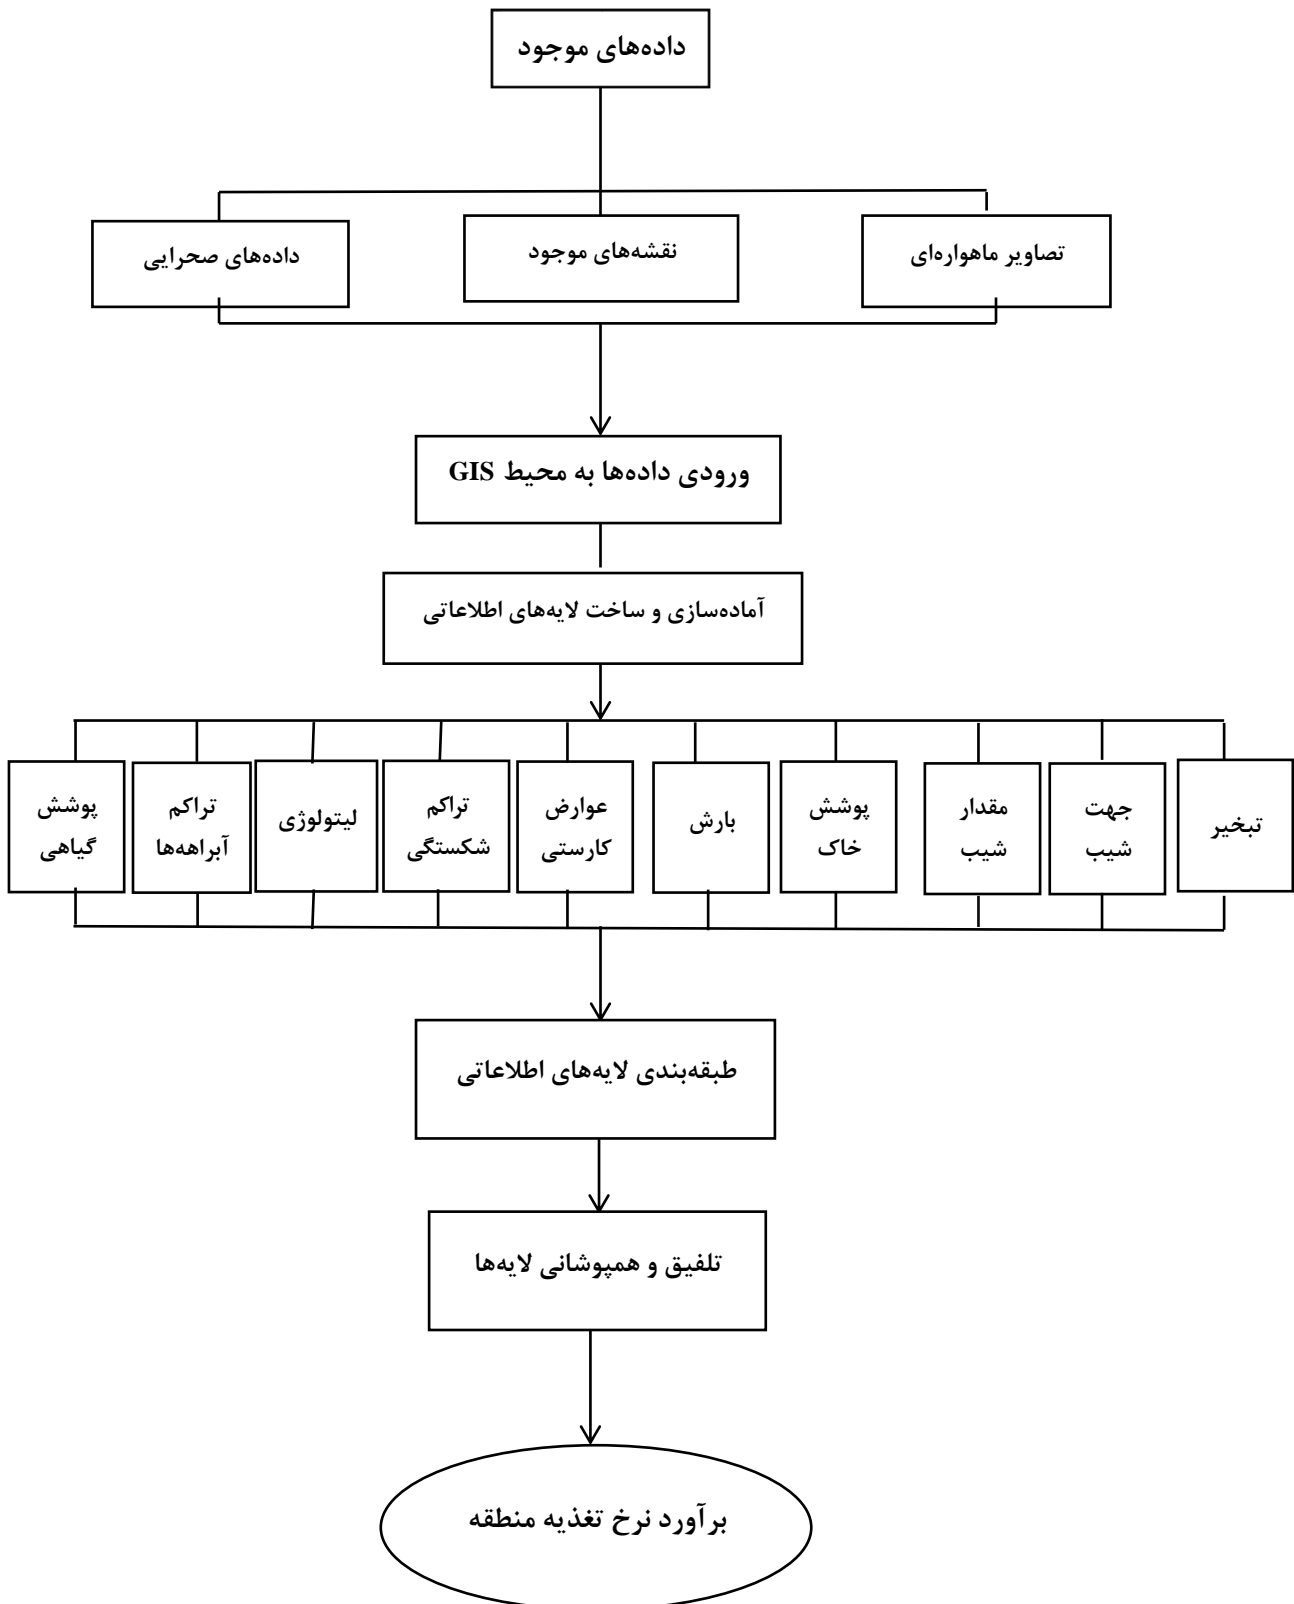 داده‌های موجود
تصاویر ماهواره‌ای
نقشه‌های موجود
داده‌های صحرایی
ورودی داده‌ها به محیط GIS
آماده‌سازی و ساخت لایه‌های اطلاعاتی
تبخیر
جهت
شیب
مقدار
شیب
پوشش
خاک
بارش
عوارض
کارستی
تراکم
شکستگی
لیتولوژی
تراکم
آبراهه‌ها
پوشش
گیاهی
طبقه‌بندی لایه‌های اطلاعاتی
تلفیق و همپوشانی لایه‌ها
برآورد نرخ تغذیه منطقه